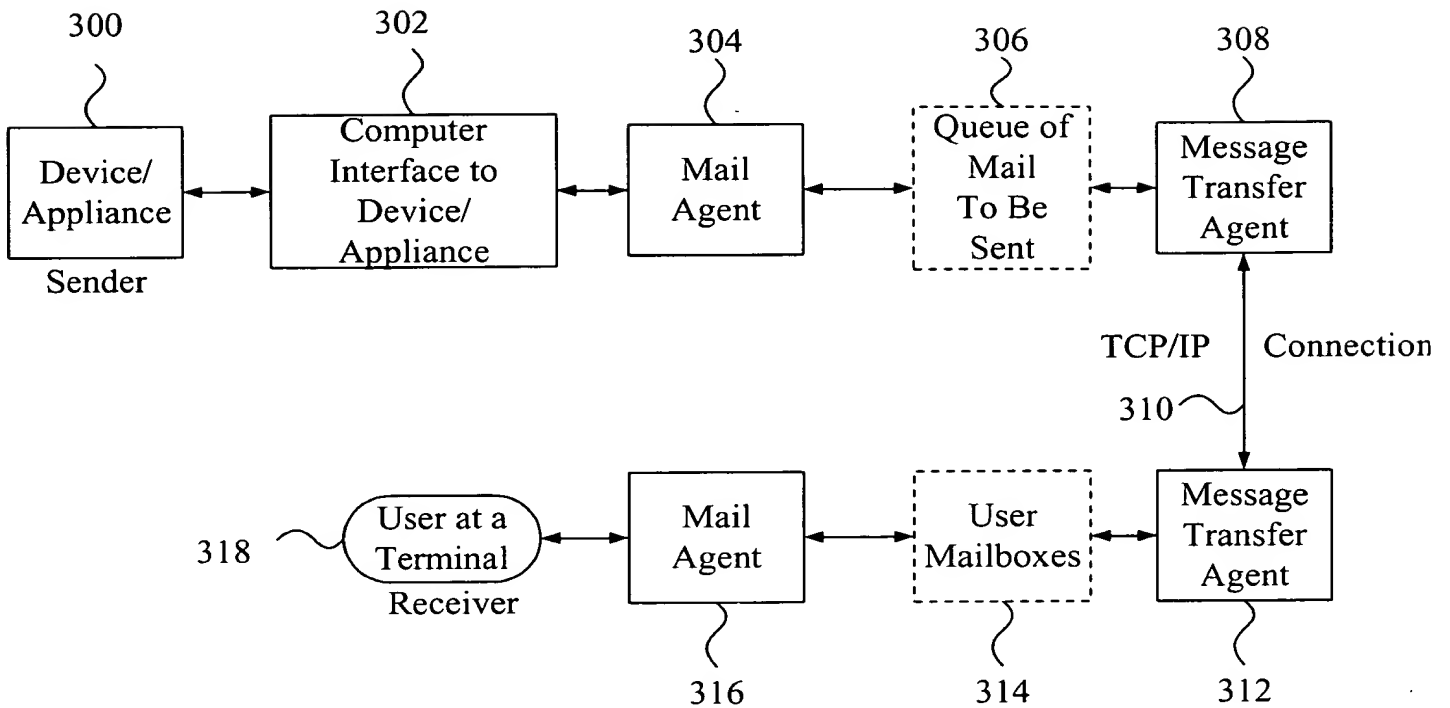 300
302
304
306
308
Device/
Appliance
Sender
Computer
Interface to
Device/
Appliance
Mail
Agent
Queue of
Mail
To Be
Sent
Message
Transfer
Agent
TCP/IP Connection
310
318
User at a
Terminal
Receiver
Mail
Agent
User
Mailboxes
Message
Transfer
Agent
316
314
312